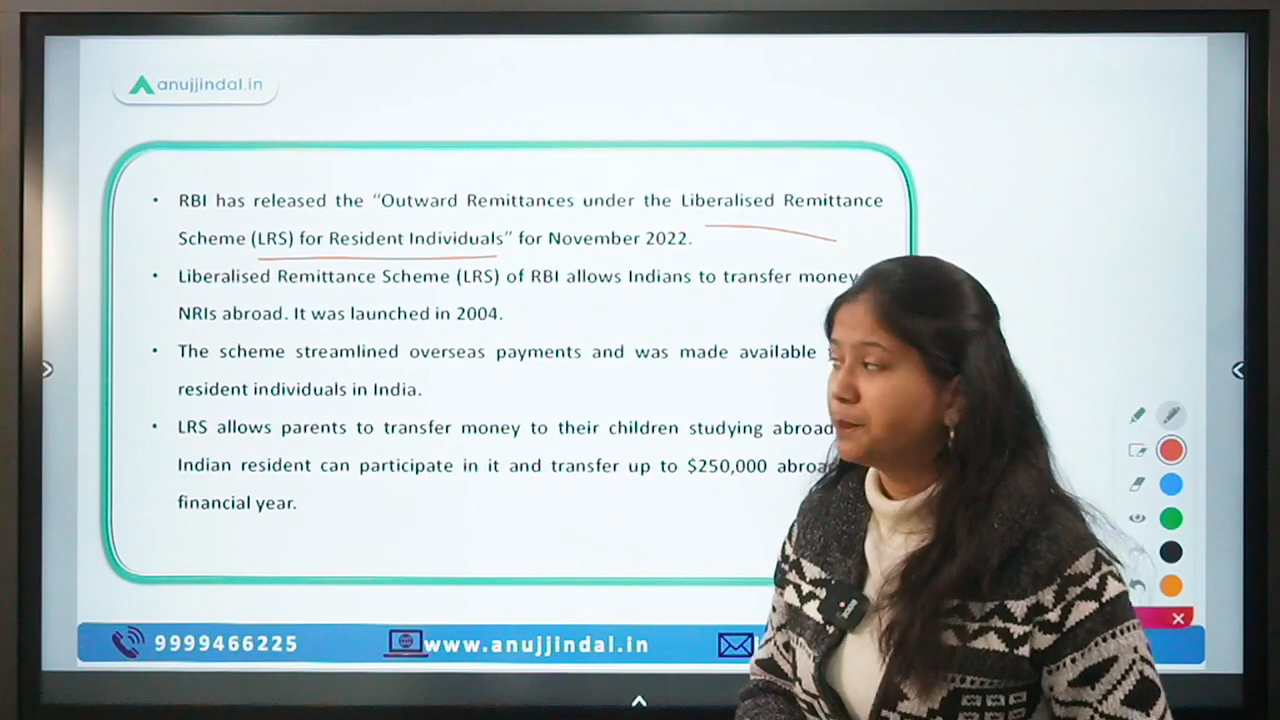 anujjindal.in
• RBI has released the “Outward Remittances under the Liberalised Remittance
Scheme (LRS) for Resident Individuals” for November 2022.
• Liberalised Remittance Scheme (LRS) of RBI allows Indians to transfer money
NRIs abroad. It was launched in 2004.
• The scheme streamlined overseas payments and was made available
resident individuals in India.
• LRS allows parents to transfer money to their children studying abroad
Indian resident can participate in it and transfer up to $250,000
financial year.
9999466225
www.anujjindal.in